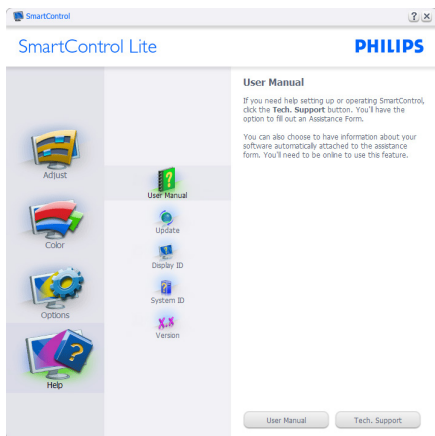 SmartControl
? X
SmartControl Lite
PHILIPS
Adjust
Color
Options
Help
User Manual
Update
Display ID
System ID
X.X
Version
User Manual
If you need help setting up or operating SmartControl,
click the Tech. Support button. You'll have the
option to fill out an Assistance Form.
You can also choose to have information about your
software automatically attached to the assistance
form. You'll need to be online to use this feature.
User Manual
Tech. Support